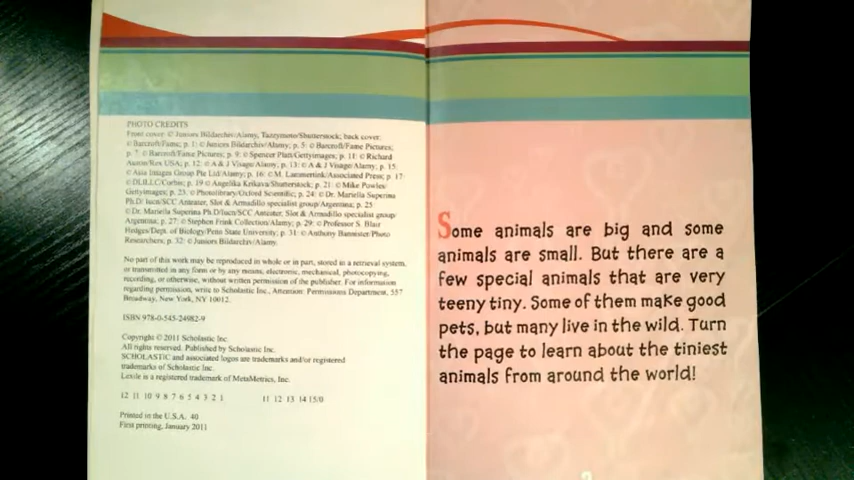 PHOTO CREDITS
Front cover: © Juniors Bildarchiv/Alamy, Tazzymoto/Shutterstock; back cover:
© Barcroft/Fame; p. 1: © Juniors Bildarchiv/Alamy; p. 5: © Barcroft/Fame Pictures;
p. 7: © Barcroft/Fame Pictures; p. 9: © Spencer Platt/Gettyimages; p. 11: © Richard
Austin/Rex USA; p. 12: © A & J Visage/Alamy; p. 13: © A & J Visage/Alamy; p. 15:
© Asia Images Group Pte Ltd/Alamy; p. 16: © M. Lammertink/Associated Press; p. 17:
© DLILLC/Corbis; p. 19 © Angelika Krikava/Shutterstock; p. 21: © Mike Powles/
Gettyimages; p. 23: © Photolibrary/Oxford Scientific; p. 24: © Dr. Mariella Superina
Ph.D/ Iucn/SCC Anteater, Slot & Armadillo specialist group/Argentina; p. 25
© Dr. Mariella Superina Ph.D/Iucn/SCC Anteater, Slot & Armadillo specialist group/
Argentina; p. 27: © Stephen Frink Collection/Alamy; p. 29: © Professor S. Blair
Hedges/Dept. of Biology/Penn State University; p. 31: © Anthony Bannister/Photo
Researchers; p. 32: © Juniors Bildarchiv/Alamy.
No part of this work may be reproduced in whole or in part, stored in a retrieval system,
or transmitted in any form or by any means, electronic, mechanical, photocopying,
recording, or otherwise, without written permission of the publisher. For information
regarding permission, write to Scholastic Inc., Attention: Permissions Department, 557
Broadway, New York, NY 10012.
ISBN 978-0-545-24982-9
Copyright © 2011 Scholastic Inc.
All rights reserved. Published by Scholastic Inc.
SCHOLASTIC and associated logos are trademarks and/or registered
trademarks of Scholastic Inc.
Lexile is a registered trademark of MetaMetrics, Inc.
12 11 10 9 8 7 6 5 4 3 2 1 11 12 13 14 15/0
Printed in the U.S.A. 40
First printing, January 2011
Some animals are big and some
animals are small. But there are a
few special animals that are very
teeny tiny. Some of them make good
pets, but many live in the wild. Turn
the page to learn about the tiniest
animals from around the world!